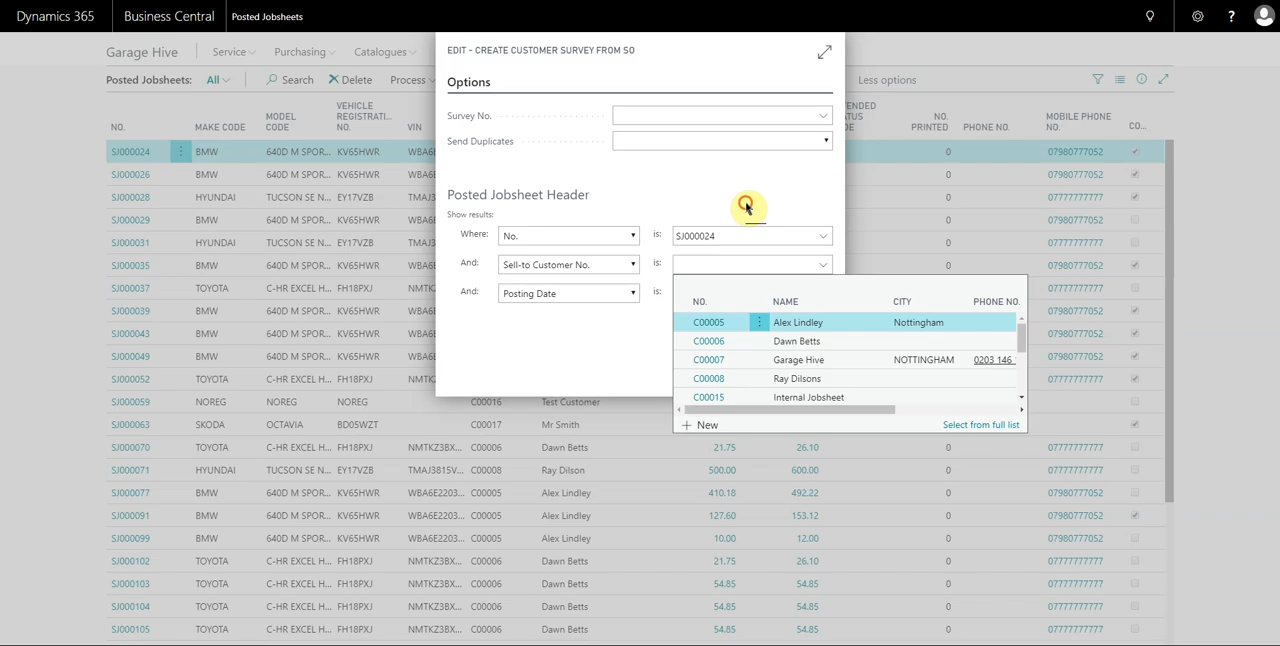 Dynamics 365 Business Central Posted Jobsheets ?
Garage Hive Service Purchasing Catalogues
Posted Jobsheets: All Search Delete Process Less options
EDIT - CREATE CUSTOMER SURVEY FROM SO
Options
Survey No.
Send Duplicates
Posted Jobsheet Header
Show results:
Where: No. is: SJ000024
And: Sell-to Customer No. is:
And: Posting Date is:
NO. NAME CITY PHONE NO.
C00005 Alex Lindley Nottingham
C00006 Dawn Betts
C00007 Garage Hive NOTTINGHAM 0203 146
C00008 Ray Dilsons
C00015 Internal Jobsheet
+ New Select from full list
NO. MAKE CODE MODEL CODE VEHICLE REGISTRATI... NO. VIN NO. PRINTED PHONE NO. MOBILE PHONE NO. CO...
SJ000024 BMW 640D M SPOR... KV65HWR 0 07980777052
SJ000026 BMW 640D M SPOR... KV65HWR 0 07980777052
SJ000028 HYUNDAI TUCSON SE N... EY17VZB 0 07777777777
SJ000029 BMW 640D M SPOR... KV65HWR 0 07980777052
SJ000031 HYUNDAI TUCSON SE N... EY17VZB 0 07777777777
SJ000035 BMW 640D M SPOR... KV65HWR 0 07980777052
SJ000037 TOYOTA C-HR EXCEL H... FH18PXJ 07777777777
SJ000039 BMW 640D M SPOR... KV65HWR 07980777052
SJ000043 BMW 640D M SPOR... KV65HWR 07980777052
SJ000049 BMW 640D M SPOR... KV65HWR 07980777052
SJ000052 TOYOTA C-HR EXCEL H... FH18PXJ 07777777777
SJ000059 NOREG NOREG NOREG C00016 Test Customer
SJ000063 SKODA OCTAVIA BD05WZT C00017 Mr Smith
SJ000070 TOYOTA C-HR EXCEL H... FH18PXJ NMTKZ3BX... C00006 Dawn Betts 21.75 26.10 0 07777777777
SJ000071 HYUNDAI TUCSON SE N... EY17VZB TMAJ3815V... C00008 Ray Dilson 500.00 600.00 0 07777777777
SJ000077 BMW 640D M SPOR... KV65HWR WBA6E2203... C00005 Alex Lindley 410.18 492.22 0 07980777052
SJ000091 BMW 640D M SPOR... KV65HWR WBA6E2203... C00005 Alex Lindley 127.60 153.12 0 07980777052
SJ000099 BMW 640D M SPOR... KV65HWR WBA6E2203... C00005 Alex Lindley 10.00 12.00 0 07980777052
SJ000102 TOYOTA C-HR EXCEL H... FH18PXJ NMTKZ3BX... C00006 Dawn Betts 21.75 26.10 0 07777777777
SJ000103 TOYOTA C-HR EXCEL H... FH18PXJ NMTKZ3BX... C00006 Dawn Betts 54.85 54.85 0 07777777777
SJ000104 TOYOTA C-HR EXCEL H... FH18PXJ NMTKZ3BX... C00006 Dawn Betts 54.85 54.85 0 07777777777
SJ000105 TOYOTA C-HR EXCEL H... FH18PXJ NMTKZ3BX... C00006 Dawn Betts 54.85 54.85 0 07777777777